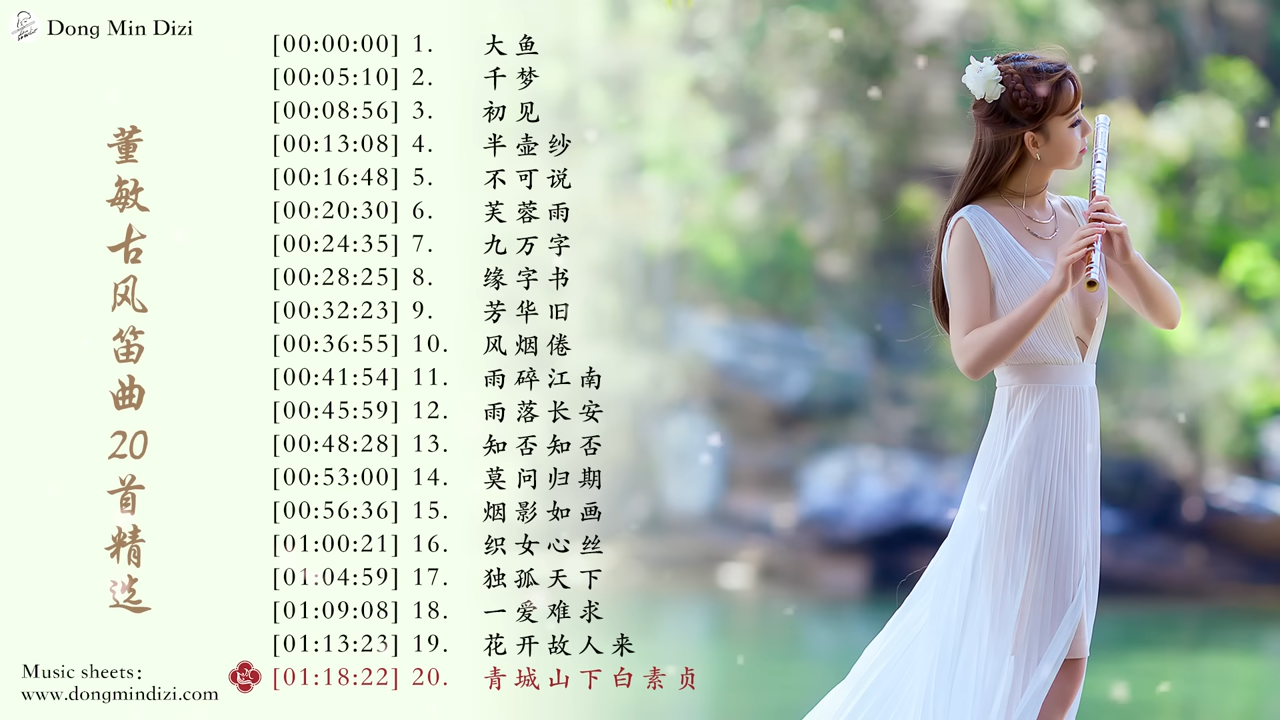 Dong Min Dizi
董敏古风笛曲20首精选
[00:00:00] 1. 大鱼
[00:05:10] 2. 千梦
[00:08:56] 3. 初见
[00:13:08] 4. 半壶纱
[00:16:48] 5. 不可说
[00:20:30] 6. 芙蓉雨
[00:24:35] 7. 九万字
[00:28:25] 8. 缘字书
[00:32:23] 9. 芳华旧
[00:36:55] 10. 风烟倦
[00:41:54] 11. 雨碎江南
[00:45:59] 12. 雨落长安
[00:48:28] 13. 知否知否
[00:53:00] 14. 莫问归期
[00:56:36] 15. 烟影如画
[01:00:21] 16. 织女心丝
[01:04:59] 17. 独孤天下
[01:09:08] 18. 一爱难求
[01:13:23] 19. 花开故人来
[01:18:22] 20. 青城山下白素贞
Music sheets:
www.dongmindizi.com